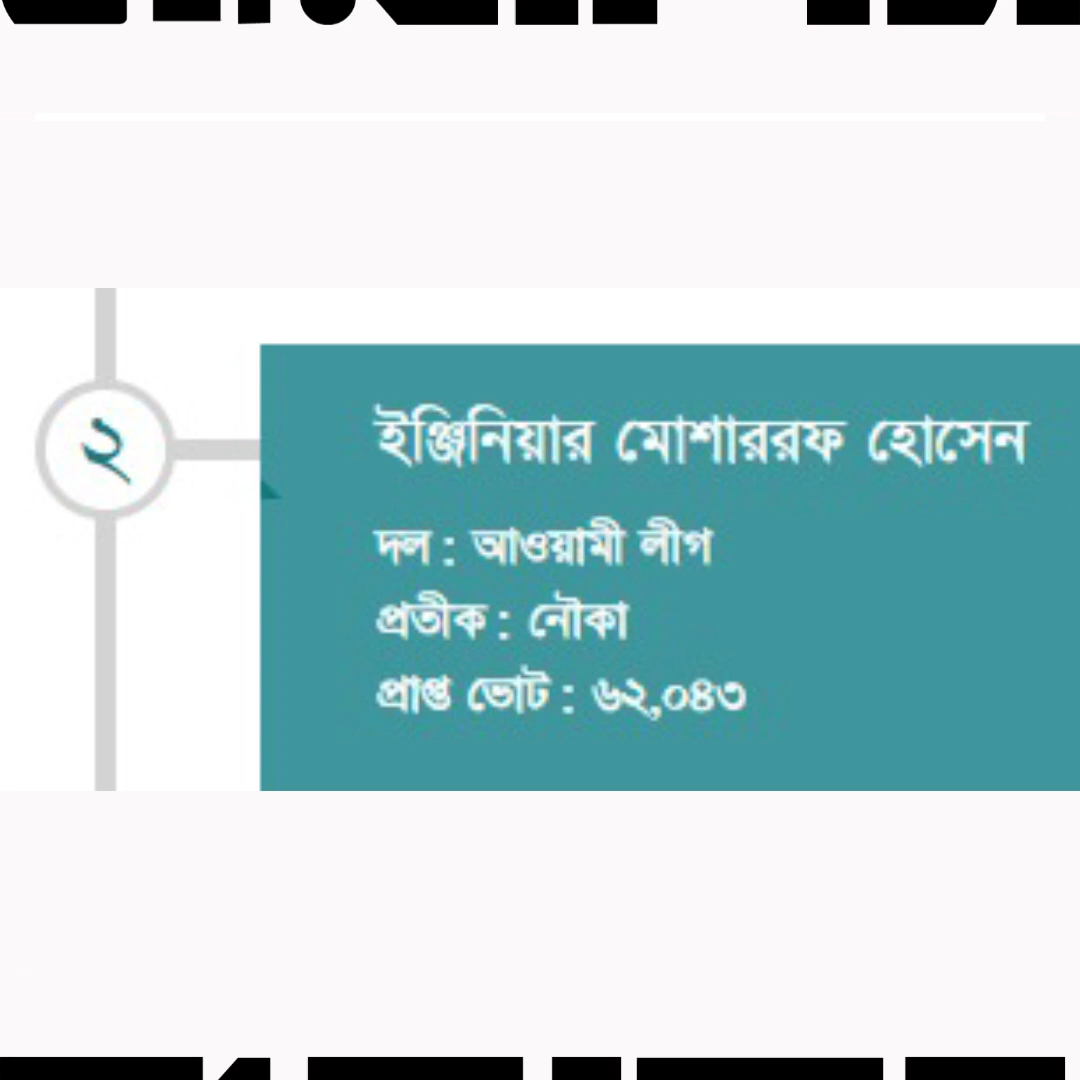 ২
ইঞ্জিনিয়ার মোশাররফ হোসেন
দল : আওয়ামী লীগ
প্রতীক : নৌকা
প্রাপ্ত ভোট : ৬২,০৪৩